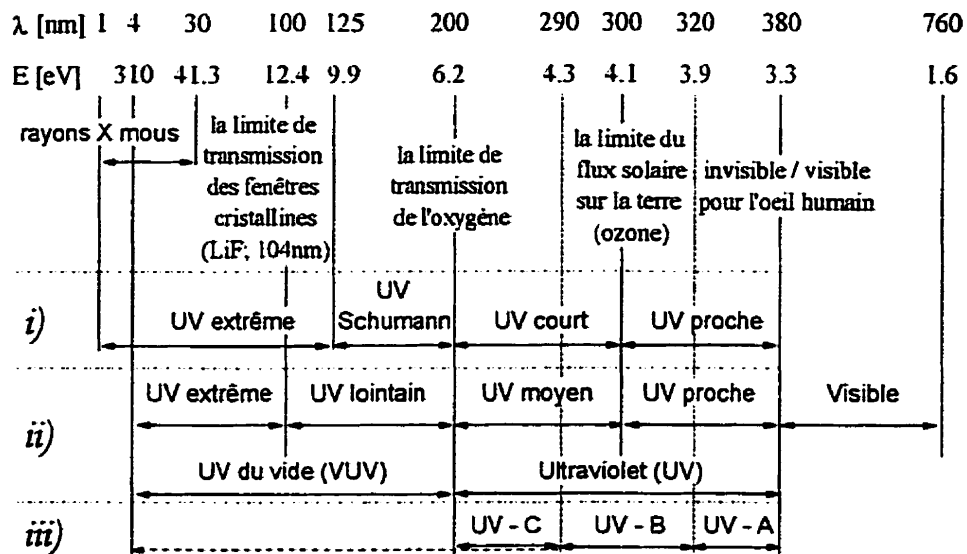 λ [nm] 1 4 30 100 125 200 290 300 320 380 760
E [eV] 310 41.3 12.4 9.9 6.2 4.3 4.1 3.9 3.3 1.6
rayons X mous
la limite de
transmission
des fenêtres
cristallines
(LiF; 104nm)
la limite de
transmission
de l'oxygéne
la limite du
flux solaire
sur la terre
(ozone)
invisible / visible
pour l'oeil humain
i)
UV extrême
UV
Schumann
UV court
UV proche
ii)
UV extrême
UV lointain
UV moyen
UV proche
Visible
UV du vide (VUV)
Ultraviolet (UV)
iii)
UV - C
UV - B
UV - A